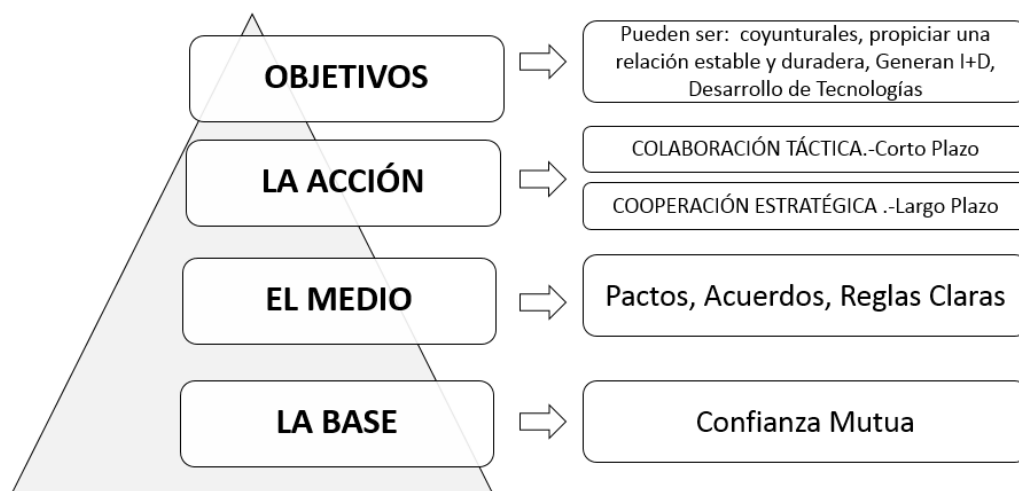 OBJETIVOS
Pueden ser:  coyunturales, propiciar una
relación estable y duradera, Generan I+D,
Desarrollo de Tecnologías
LA ACCIÓN
COLABORACIÓN TÁCTICA.-Corto Plazo
COOPERACIÓN ESTRATÉGICA .-Largo Plazo
EL MEDIO
Pactos, Acuerdos, Reglas Claras
LA BASE
Confianza Mutua